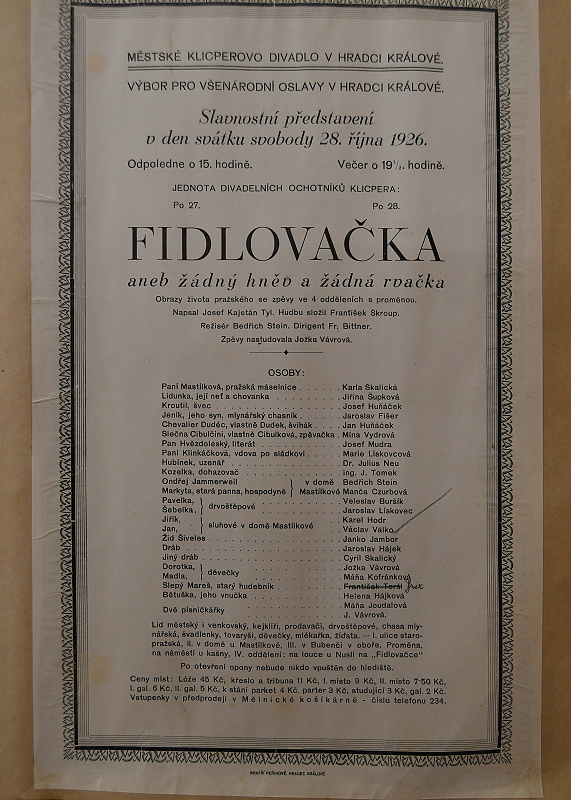 MĚSTSKÉ KLICPEROVO DIVADLO V HRADCI KRÁLOVÉ.
VÝBOR PRO VŠENÁRODNÍ OSLAVY V HRADCI KRÁLOVÉ.
Slavnostní představení
v den svátku svobody 28. října 1926.
Odpoledne o 15. hodině. Večer o 19½. hodině.
JEDNOTA DIVADELNÍCH OCHOTNÍKŮ KLICPERA:
Po 27. Po 28.
FIDLOVAČKA
aneb žádný hněv a žádná rvačka
Obrazy života pražského se zpěvy ve 4 odděleních s proměnou.
Napsal Josef Kajetán Tyl. Hudbu složil František Škroup.
Režisér Bedřich Stein. Dirigent Fr. Bittner.
Zpěvy nastudovala Jožka Vávrová.
OSOBY:
Paní Mastílková, pražská máselnice . . . . . . Karla Skalická
Lidunka, její neť a chovanka . . . . . . Jiřina Šupková
Kroutil, švec . . . . . . Josef Huňáček
Jeník, jeho syn, mlynářský chasník . . . . . . Jaroslav Fišer
Chevalier Dudéc, vlastně Dudek, švihák . . . Jan Huňáček
Slečna Cibulčini, vlastně Cibulková, zpěvačka . Mína Vydrová
Pan Hvězdoleský, literát . . . . . . Josef Mudra
Paní Klinkáčková, vdova po sládkovi . . . . . Marie Liskovcová
Hubínek, uzenář . . . . . . Dr. Julius Neu
Kozelka, dohazovač . . . . . . ing. J. Tomek
Ondřej Jammerweil } v domě Bedřich Stein
Markyta, stará panna, hospodyně } Mastílkové Manča Czurbová
Pavelka, } dřvoštěpové . . . . . . Veleslav Buršík
Šebelka, } Jaroslav Liskovec
Jiřík, } sluhové v domě Mastílkové Karel Hodr
Jan, } Václav Válko
Žid Šiveles . . . . . . Janko Jambor
Dráb . . . . . . Jaroslav Hájek
Jiný dráb . . . . . . Cyril Skalický
Dorotka, } děvečky . . . . . . Jožka Vávrová
Madla, } Máňa Kofránková
Slepý Mareš, starý hudebník . . . . . . František Teršl
Bětuška, jeho vnučka . . . . . . Helena Hájková
Dvě písničkářky . . . . . . Máňa Joudalová
J. Vávrová.
Lid městský i venkovský, kejklíři, prodavači, drvoštěpové, chasa mly-
nářská, švadlenky, tovaryši, děvečky, mlékařka, žíďata. — I. ulice staro-
pražská, II. v domě u Mastílkové, III. v Bubenči v oboře. Proměna,
na náměstí u kašny, IV. oddělení: na louce v Nuslí na „Fidlovačce“
Po otevření opony nebude nikdo vpuštěn do hlediště.
Ceny míst: Lóže 45 Kč, křeslo a tribuna 11 Kč, I. místo 9 Kč, II. místo 7·50 Kč,
I. gal. 6 Kč, II. gal. 5 Kč, k stání parket 4 Kč, parter 3 Kč, studující 3 Kč, gal. 2 Kč.
Vstupenky v předprodeji v Mělnické košíkárně - číslo telefonu 234.
BRATŘI PEŘINOVÉ, HRADEC KRÁLOVÉ